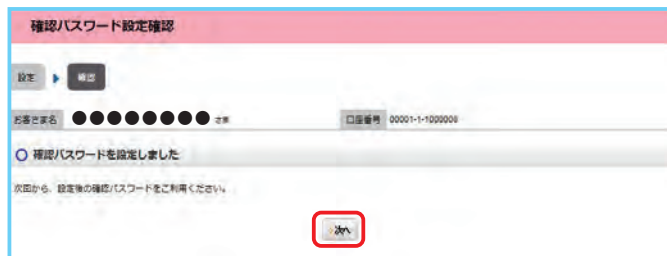 確認パスワード設定確認
設定 ▶ 確認
お客さま名 ●●●●●●●● さま 口座番号 00001-1-1000008
○ 確認パスワードを設定しました
次回から、設定後の確認パスワードをご利用ください。
次へ